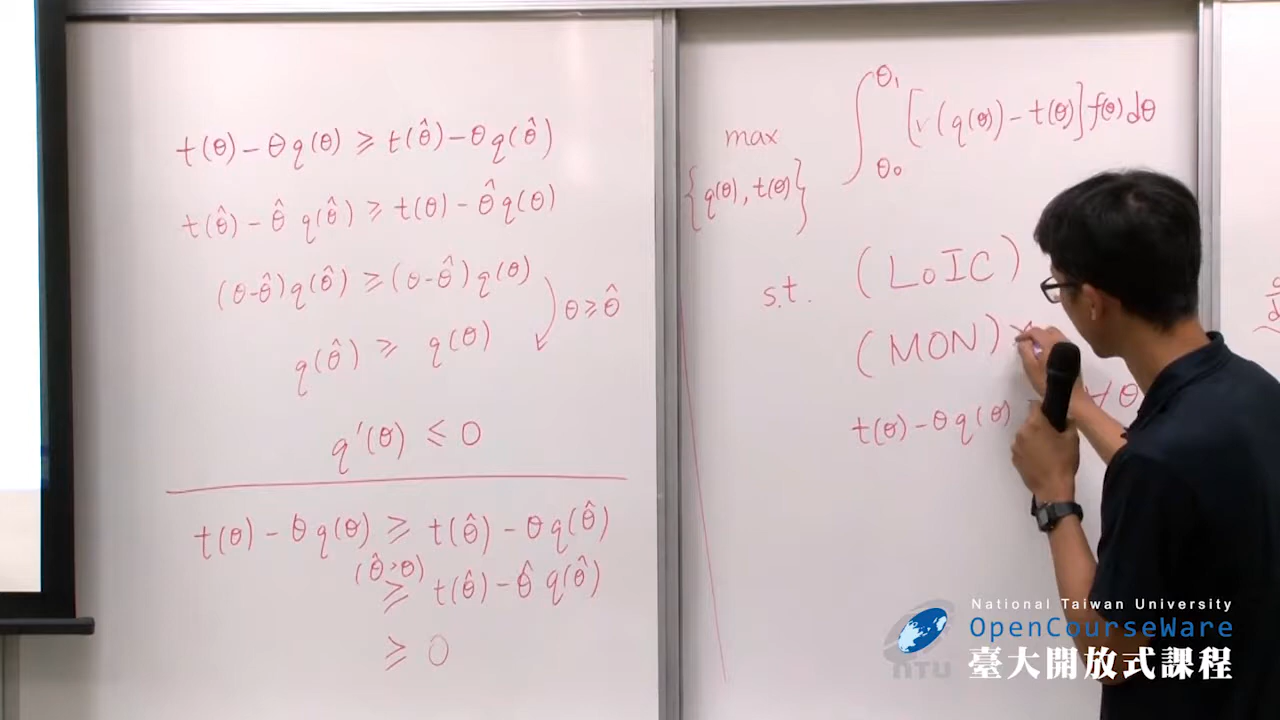 t(θ) - θq(θ) ≥ t(θ̂) - θq(θ̂)
t(θ̂) - θ̂ q(θ̂) ≥ t(θ) - θ̂q(θ)
(θ-θ̂)q(θ̂) ≥ (θ-θ̂)q(θ)
θ ≥ θ̂
q(θ̂) ≥ q(θ)
q'(θ) ≤ 0
t(θ) - θq(θ) ≥ t(θ̂) - θq(θ̂)
(θ̂>θ)
≥ t(θ̂) - θ̂ q(θ̂)
≥ 0
max ∫ θ₁ θ₀ [v(q(θ)) - t(θ)] f(θ) dθ
{q(θ), t(θ)}
s.t. (LoIC)
(MON)
t(θ) - θq(θ) ∀θ
National Taiwan University
OpenCourseWare
臺大開放式課程
NTU